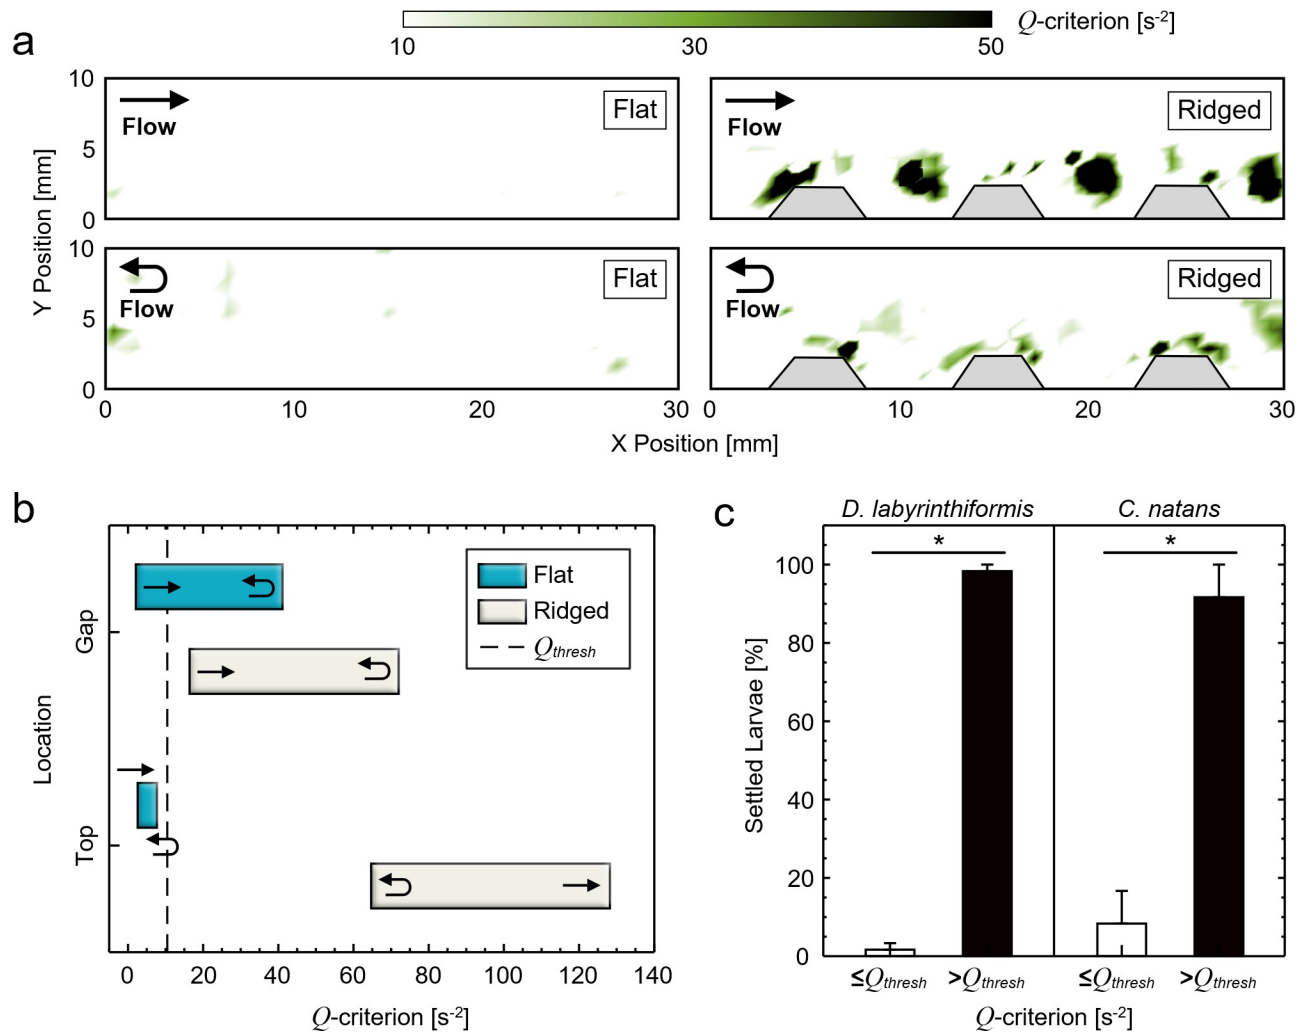 a
10 30 50 Q-criterion [s⁻²]
Y Position [mm]
10
5
0
Flow
Flat
Flow
Ridged
10
5
0
Flow
Flat
Flow
Ridged
0 10 20 30 0 10 20 30
X Position [mm]
b
Location
Gap
Top
Flat
Ridged
Qthresh
0 20 40 60 80 100 120 140
Q-criterion [s⁻²]
c
D. labyrinthiformis C. natans
* *
Settled Larvae [%]
100
80
60
40
20
0
≤Qthresh >Qthresh ≤Qthresh >Qthresh
Q-criterion [s⁻²]